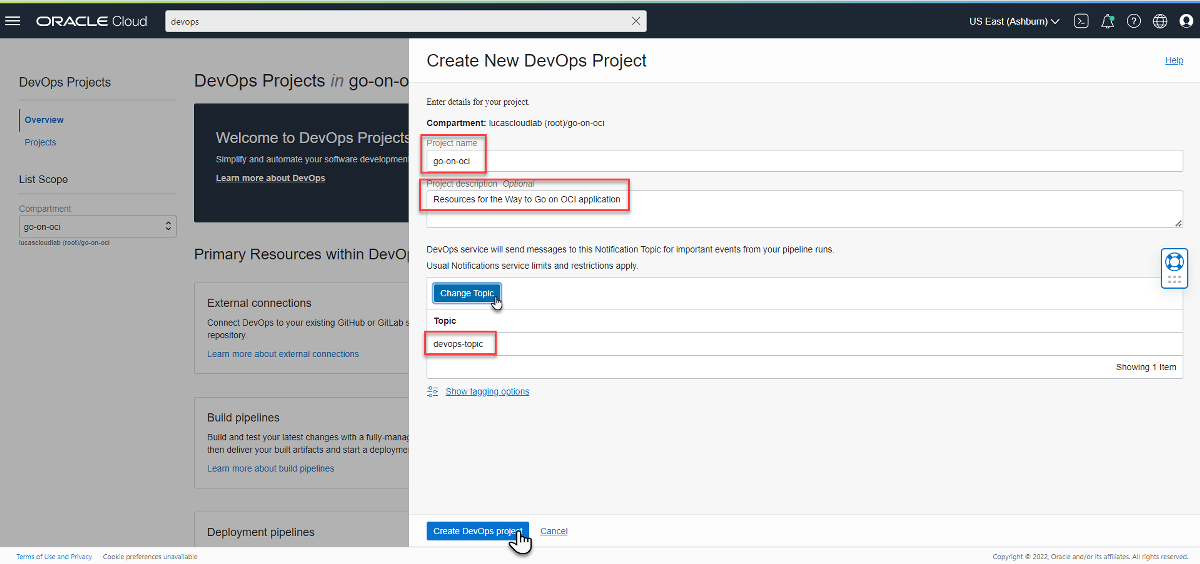 ORACLE Cloud
devops
US East (Ashburn)
DevOps Projects
Overview
Projects
List Scope
Compartment
go-on-oci
lucascloudlab (root)/go-on-oci
DevOps Projects in go-on-o
Welcome to DevOps Projects
Simplify and automate your software developmen
Learn more about DevOps
Primary Resources within DevOp
External connections
Connect DevOps to your existing GitHub or GitLab s
repository.
Learn more about external connections
Build pipelines
Build and test your latest changes with a fully-manag
then deliver your built artifacts and start a deployme
Learn more about build pipelines
Deployment pipelines
Create New DevOps Project
Help
Enter details for your project.
Compartment: lucascloudlab (root)/go-on-oci
Project name
go-on-oci
Project description Optional
Resources for the Way to Go on OCI application
DevOps service will send messages to this Notification Topic for important events from your pipeline runs.
Usual Notifications service limits and restrictions apply.
Change Topic
Topic
devops-topic
Showing 1 Item
Show tagging options
Create DevOps project
Cancel
Terms of Use and Privacy
Cookie preferences unavailable
Copyright © 2022, Oracle and/or its affiliates. All rights reserved.